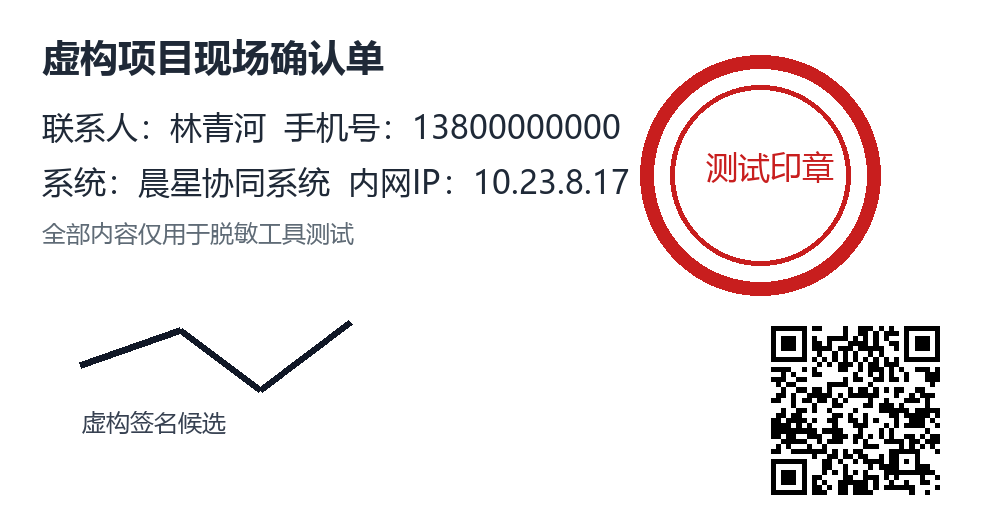 虚构项目现场确认单
联系人：林青河 手机号：13800000000
系统：晨星协同系统 内网IP：10.23.8.17
全部内容仅用于脱敏工具测试
测试印章
虚构签名候选